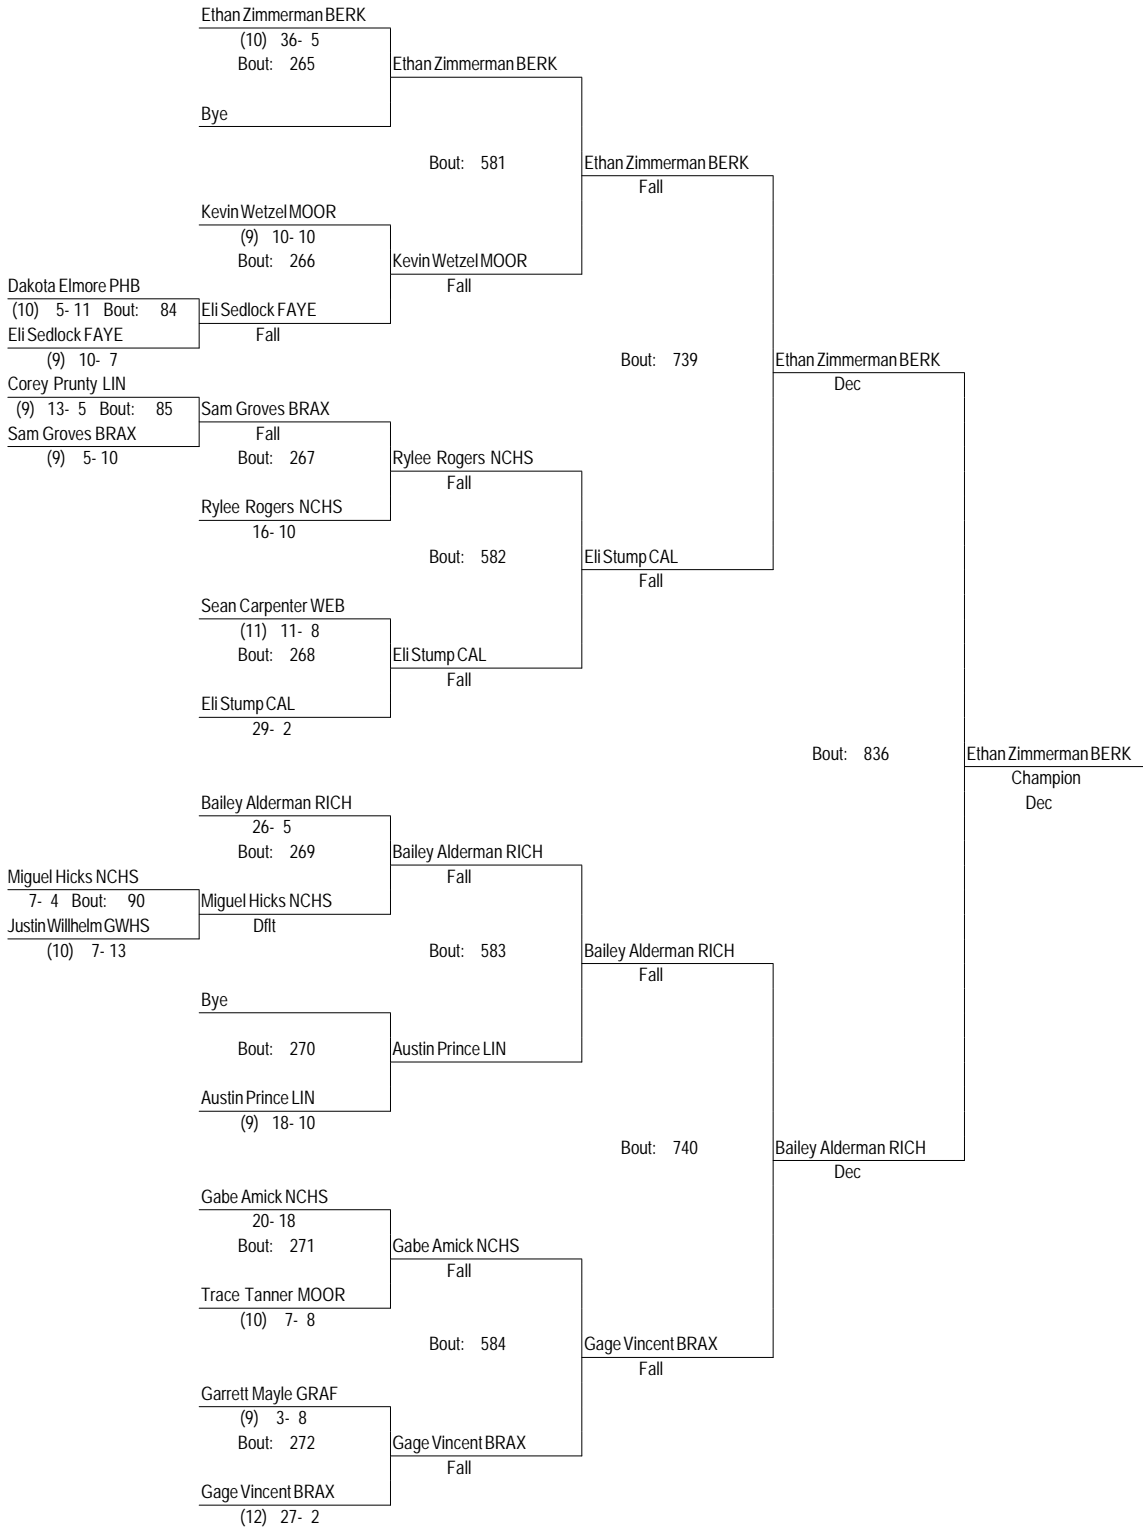 Ethan Zimmerman BERK
(10) 36- 5
Bout: 265
Ethan Zimmerman BERK
Bye
Bout: 581
Ethan Zimmerman BERK
Fall
Kevin Wetzel MOOR
(9) 10- 10
Bout: 266
Kevin Wetzel MOOR
Fall
Dakota Elmore PHB
(10) 5- 11 Bout: 84
Eli Sedlock FAYE
Eli Sedlock FAYE
Fall
(9) 10- 7
Bout: 739
Ethan Zimmerman BERK
Dec
Corey Prunty LIN
(9) 13- 5 Bout: 85
Sam Groves BRAX
Sam Groves BRAX
Fall
(9) 5- 10
Bout: 267
Rylee Rogers NCHS
Fall
Rylee Rogers NCHS
16- 10
Bout: 582
Eli Stump CAL
Fall
Sean Carpenter WEB
(11) 11- 8
Bout: 268
Eli Stump CAL
Fall
Eli Stump CAL
29- 2
Bout: 836
Ethan Zimmerman BERK
Champion
Dec
Bailey Alderman RICH
26- 5
Bout: 269
Bailey Alderman RICH
Fall
Miguel Hicks NCHS
7- 4 Bout: 90
Miguel Hicks NCHS
Dflt
Justin Willhelm GWHS
(10) 7- 13
Bout: 583
Bailey Alderman RICH
Fall
Bye
Bout: 270
Austin Prince LIN
Austin Prince LIN
(9) 18- 10
Bout: 740
Bailey Alderman RICH
Dec
Gabe Amick NCHS
20- 18
Bout: 271
Gabe Amick NCHS
Fall
Trace Tanner MOOR
(10) 7- 8
Bout: 584
Gage Vincent BRAX
Fall
Garrett Mayle GRAF
(9) 3- 8
Bout: 272
Gage Vincent BRAX
Fall
Gage Vincent BRAX
(12) 27- 2